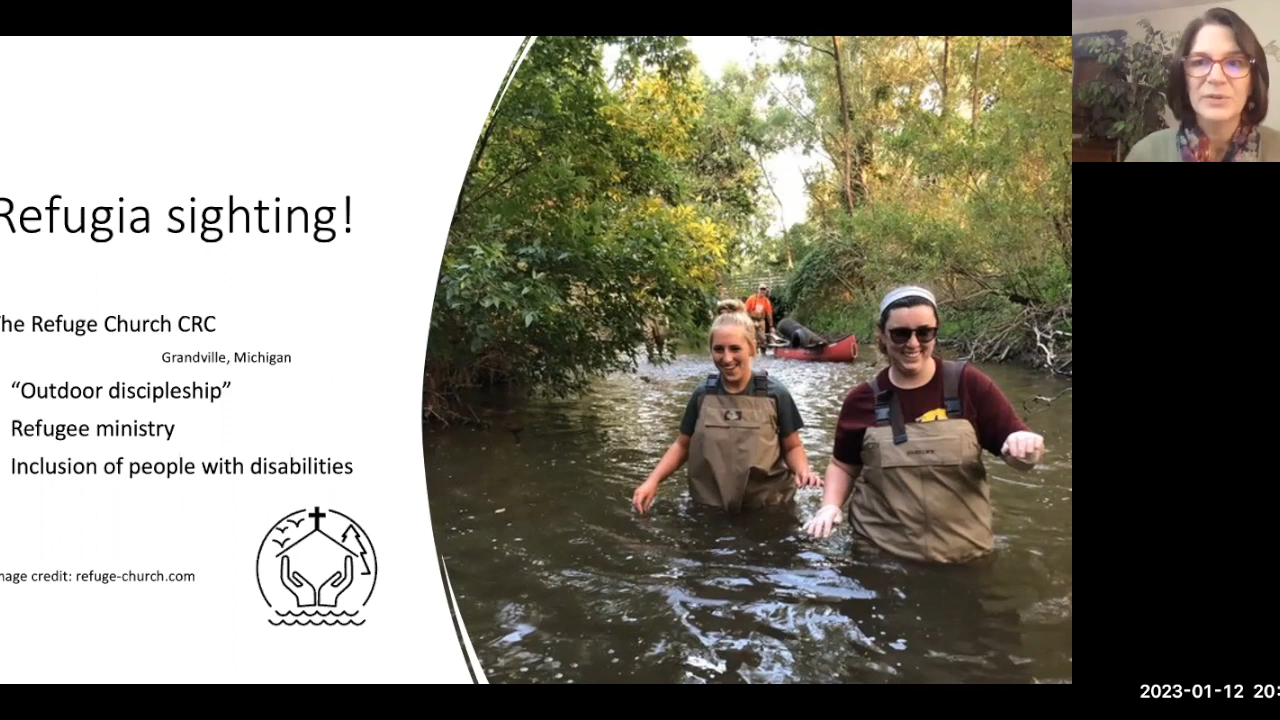 Refugia sighting!
The Refuge Church CRC
Grandville, Michigan
“Outdoor discipleship”
Refugee ministry
Inclusion of people with disabilities
mage credit: refuge-church.com
2023-01-12 20: